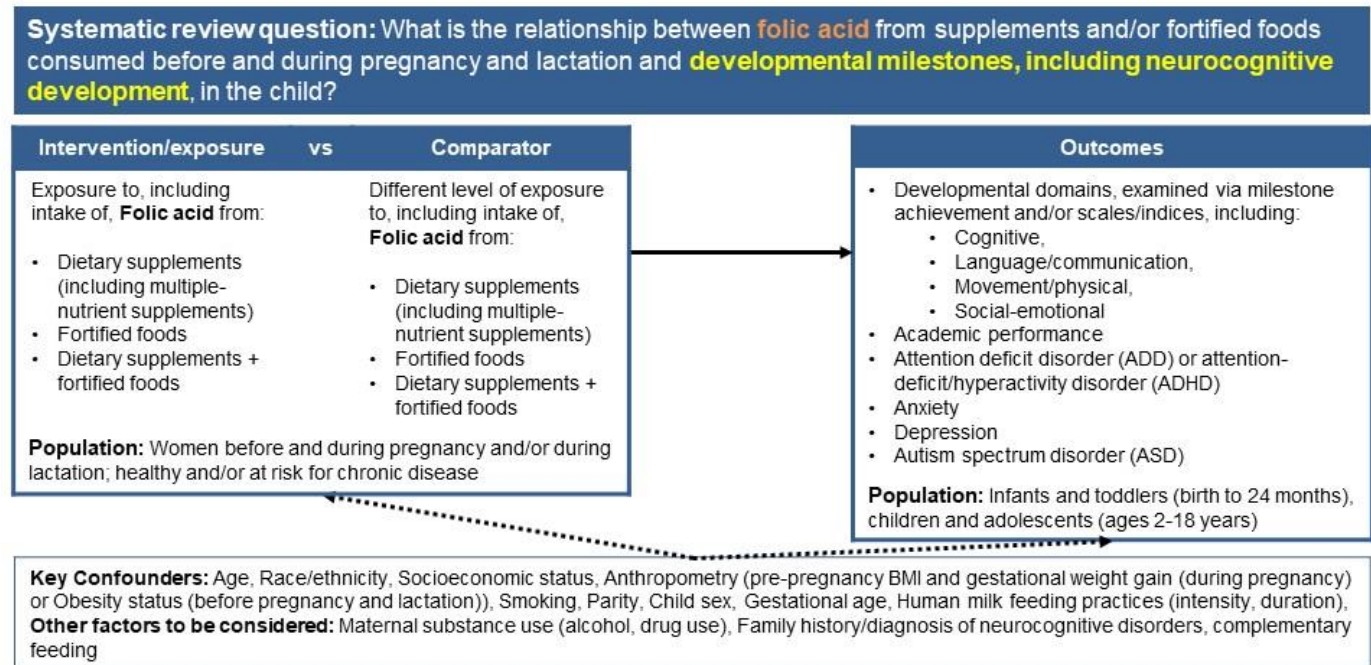 Systematic review question: What is the relationship between folic acid from supplements and/or fortified foods
consumed before and during pregnancy and lactation and developmental milestones, including neurocognitive
development, in the child?
Intervention/exposure vs Comparator
Exposure to, including
intake of, Folic acid from:
• Dietary supplements
(including multiple-
nutrient supplements)
• Fortified foods
• Dietary supplements +
fortified foods
Different level of exposure
to, including intake of,
Folic acid from:
• Dietary supplements
(including multiple-
nutrient supplements)
• Fortified foods
• Dietary supplements +
fortified foods
Population: Women before and during pregnancy and/or during
lactation; healthy and/or at risk for chronic disease
Outcomes
• Developmental domains, examined via milestone
achievement and/or scales/indices, including:
• Cognitive,
• Language/communication,
• Movement/physical,
• Social-emotional
• Academic performance
• Attention deficit disorder (ADD) or attention-
deficit/hyperactivity disorder (ADHD)
• Anxiety
• Depression
• Autism spectrum disorder (ASD)
Population: Infants and toddlers (birth to 24 months),
children and adolescents (ages 2-18 years)
Key Confounders: Age, Race/ethnicity, Socioeconomic status, Anthropometry (pre-pregnancy BMI and gestational weight gain (during pregnancy)
or Obesity status (before pregnancy and lactation)), Smoking, Parity, Child sex, Gestational age, Human milk feeding practices (intensity, duration),
Other factors to be considered: Maternal substance use (alcohol, drug use), Family history/diagnosis of neurocognitive disorders, complementary
feeding